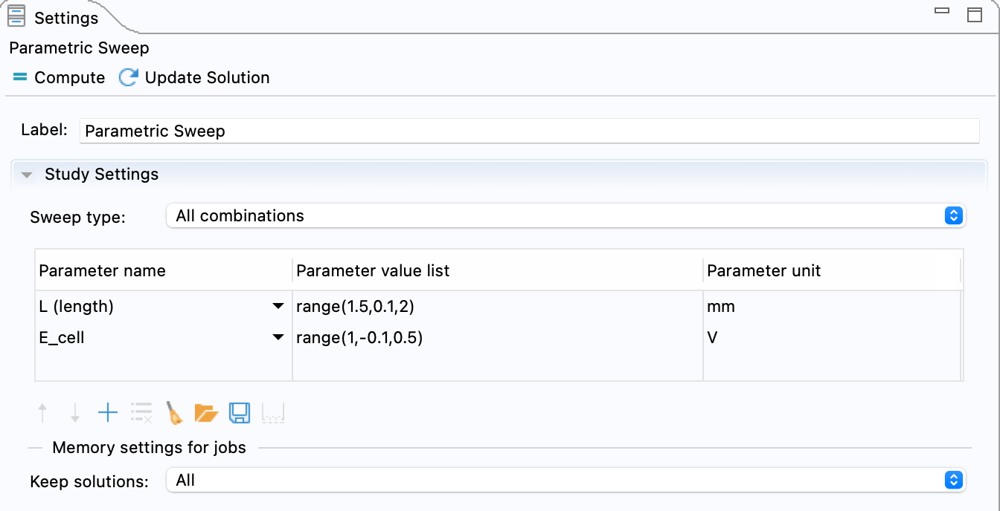 Settings
Parametric Sweep
Compute Update Solution
Label: Parametric Sweep
Study Settings
Sweep type: All combinations
Parameter name Parameter value list Parameter unit
L (length) range(1.5,0.1,2) mm
E_cell range(1,-0.1,0.5) V
Memory settings for jobs
Keep solutions: All